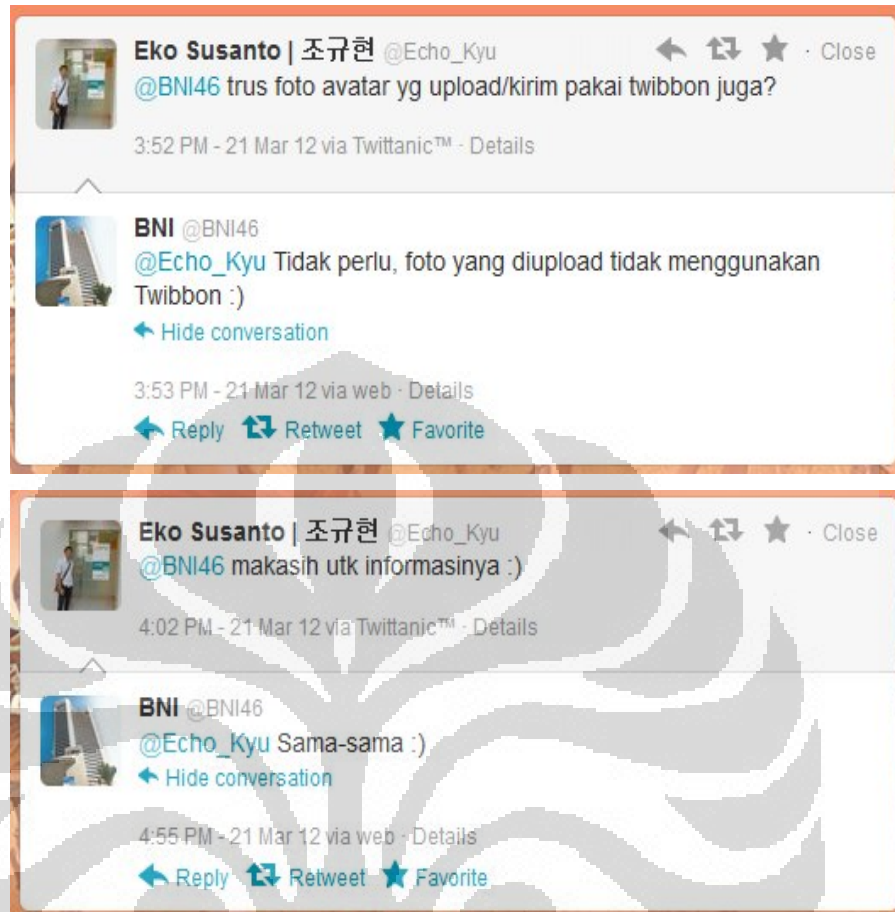 Eko Susanto | 조규현 @Echo_Kyu · Close
@BNI46 trus foto avatar yg upload/kirim pakai twibbon juga?
3:52 PM - 21 Mar 12 via Twittanic™ · Details
BNI @BNI46
@Echo_Kyu Tidak perlu, foto yang diupload tidak menggunakan
Twibbon :)
Hide conversation
3:53 PM - 21 Mar 12 via web · Details
Reply Retweet Favorite
Eko Susanto | 조규현 @Echo_Kyu · Close
@BNI46 makasih utk informasinya :)
4:02 PM - 21 Mar 12 via Twittanic™ · Details
BNI @BNI46
@Echo_Kyu Sama-sama :)
Hide conversation
4:55 PM - 21 Mar 12 via web · Details
Reply Retweet Favorite